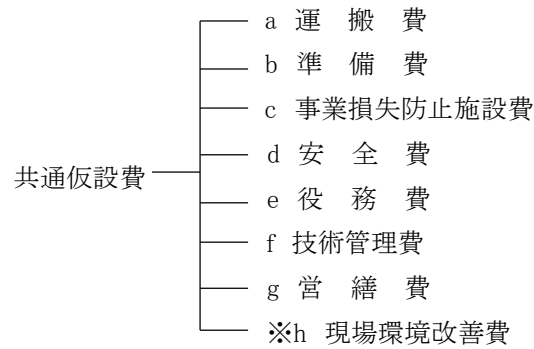 a 運　搬　費
b 準　備　費
c 事業損失防止施設費
d 安　全　費
共通仮設費
e 役　務　費
f 技術管理費
g 営　繕　費
※h 現場環境改善費